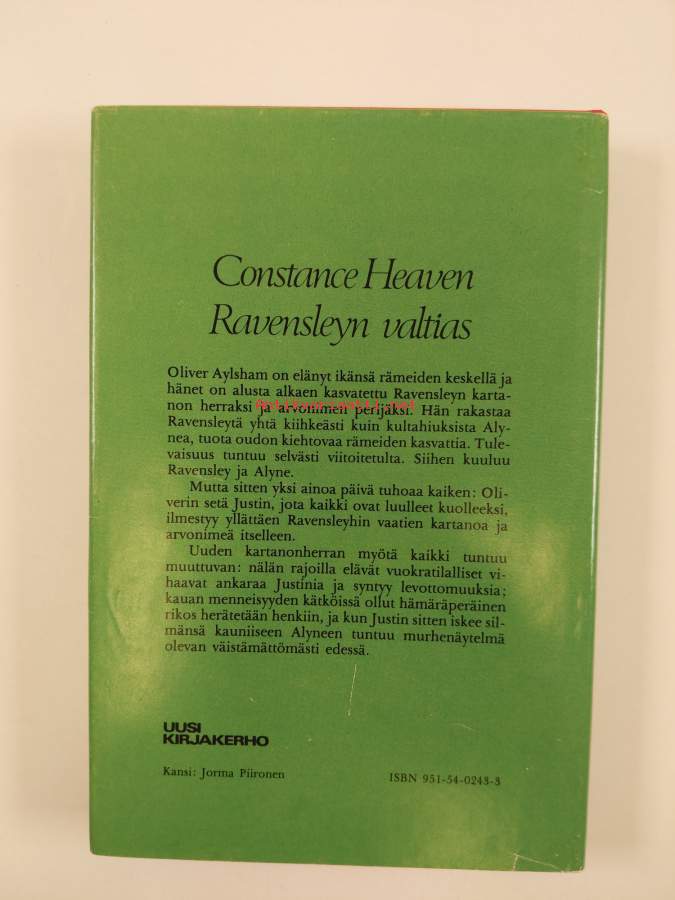 Constance Heaven
Ravensleyn valtias
Oliver Aylsham on elänyt ikänsä rämeiden keskellä ja
hänet on alusta alkaen kasvatettu Ravensleyn karta-
non herraksi ja arvonimen perijäksi. Hän rakastaa
Ravensleytä yhtä kiihkeästi kuin kultahiuksista Aly-
nea, tuota oudon kiehtovaa rämeiden kasvattia. Tule-
vaisuus tuntuu selvästi viitoitetulta. Siihen kuuluu
Ravensley ja Alyne.
Mutta sitten yksi ainoa päivä tuhoaa kaiken: Oli-
verin setä Justin, jota kaikki ovat luulleet kuolleeksi,
ilmestyy yllättäen Ravensleyhin vaatien kartanoa ja
arvonimeä itselleen.
Uuden kartanonherran myötä kaikki tuntuu
muuttuvan: nälän rajoilla elävät vuokratilalliset vi-
haavat ankaraa Justinia ja syntyy levottomuuksia;
kauan menneisyyden kätköissä ollut hämäräperäinen
rikos herätetään henkiin, ja kun Justin sitten iskee sil-
mänsä kauniiseen Alyneen tuntuu murhenäytelmä
olevan väistämättömästi edessä.
UUSI
KIRJAKERHO
Kansi: Jorma Piironen
ISBN 951-54-0243-3